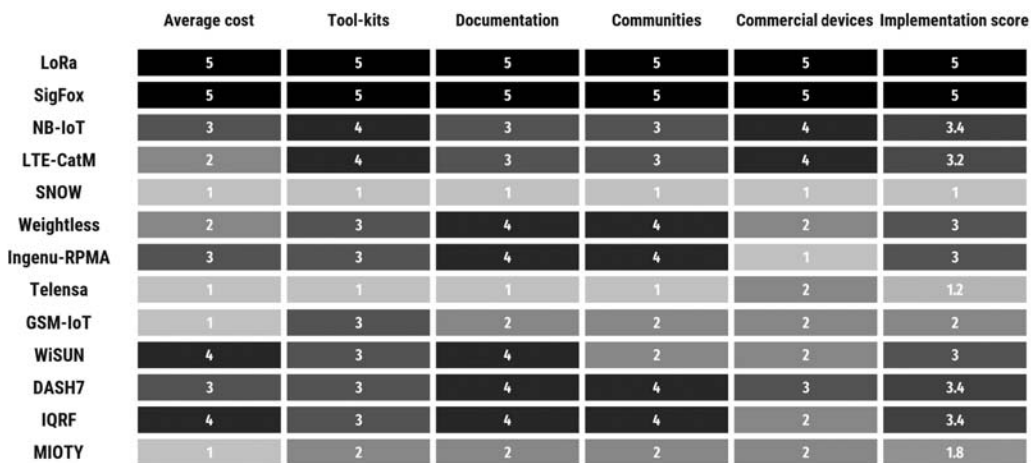 Average cost Tool-kits Documentation Communities Commercial devices Implementation score
LoRa 5 5 5 5 5 5
SigFox 5 5 5 5 5 5
NB-IoT 3 4 3 3 4 3.4
LTE-CatM 2 4 3 3 4 3.2
SNOW 1 1 1 1 1 1
Weightless 2 3 4 4 2 3
Ingenu-RPMA 3 3 4 4 1 3
Telensa 1 1 1 1 2 1.2
GSM-IoT 1 3 2 2 2 2
WiSUN 4 3 4 2 2 3
DASH7 3 3 4 4 3 3.4
IQRF 4 3 4 4 2 3.4
MIOTY 1 2 2 2 2 1.8